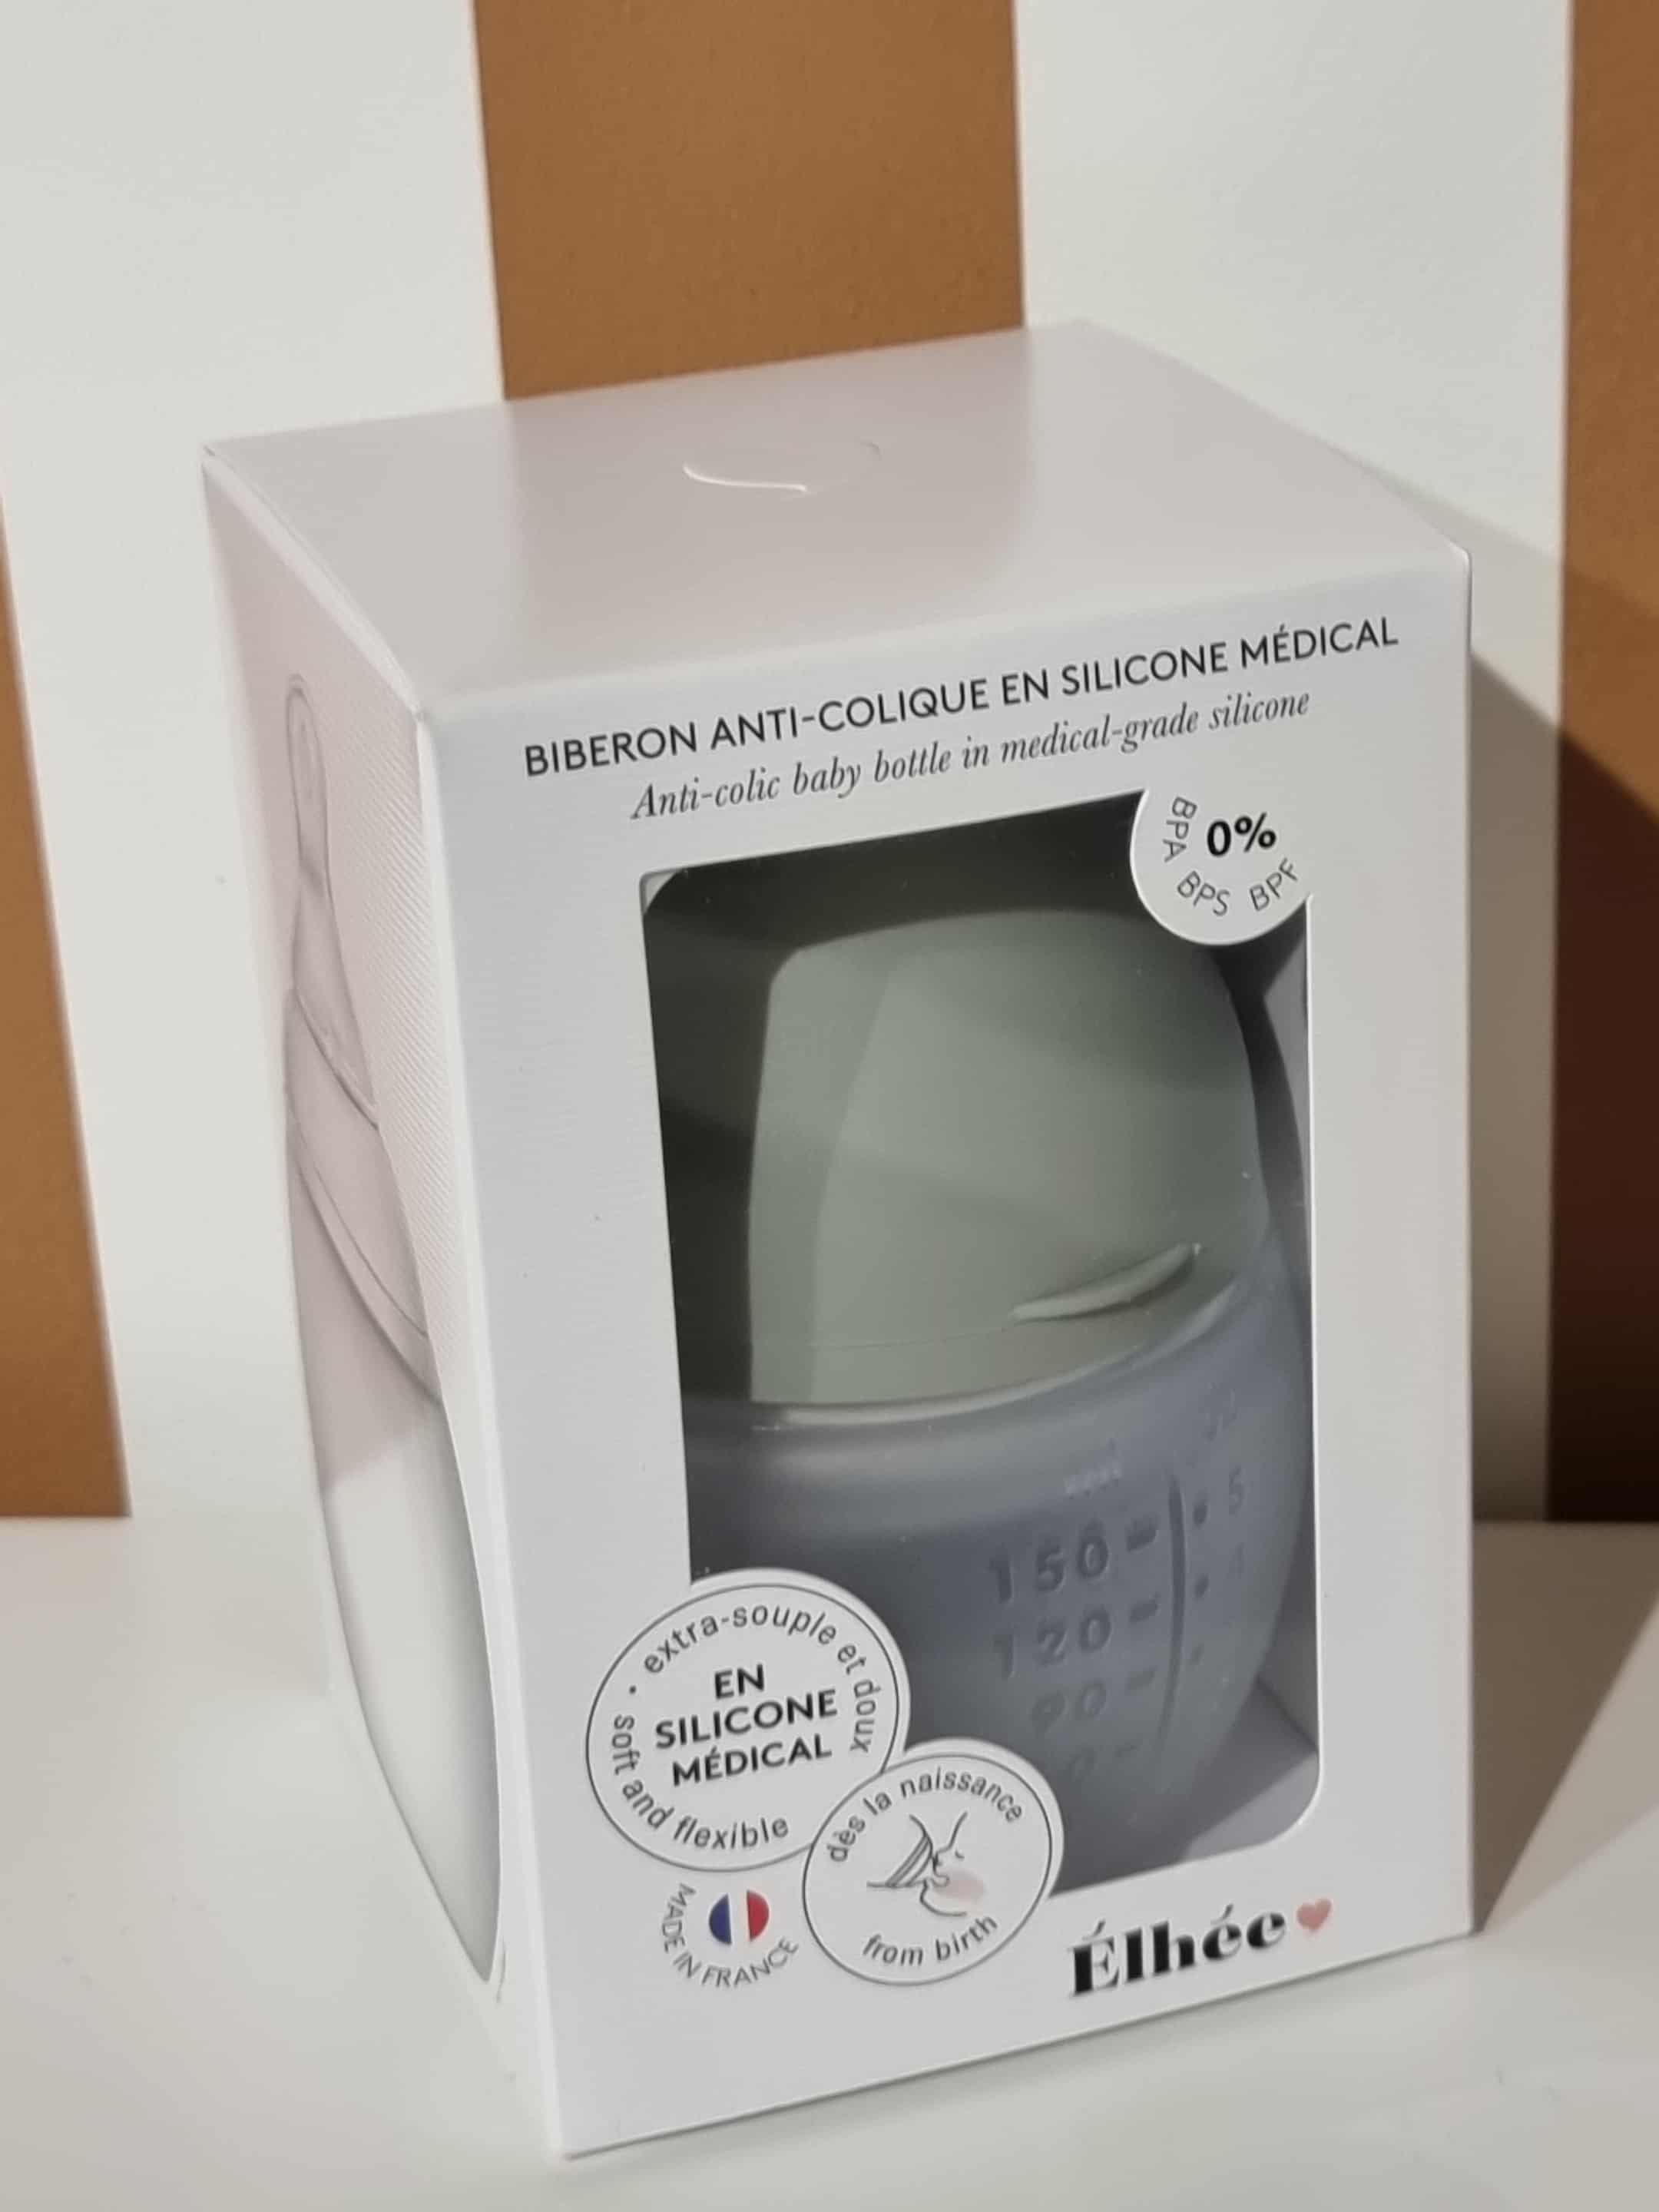 BIBERON ANTI-COLIQUE EN SILICONE MÉDICAL
Anti-colic baby bottle in medical-grade silicone
0%
BPA BPS BPF
5
150
120
90
extra-souple et doux
EN
SILICONE
MÉDICAL
soft and flexible
dès la naissance
from birth
MADE IN FRANCE
Élhée